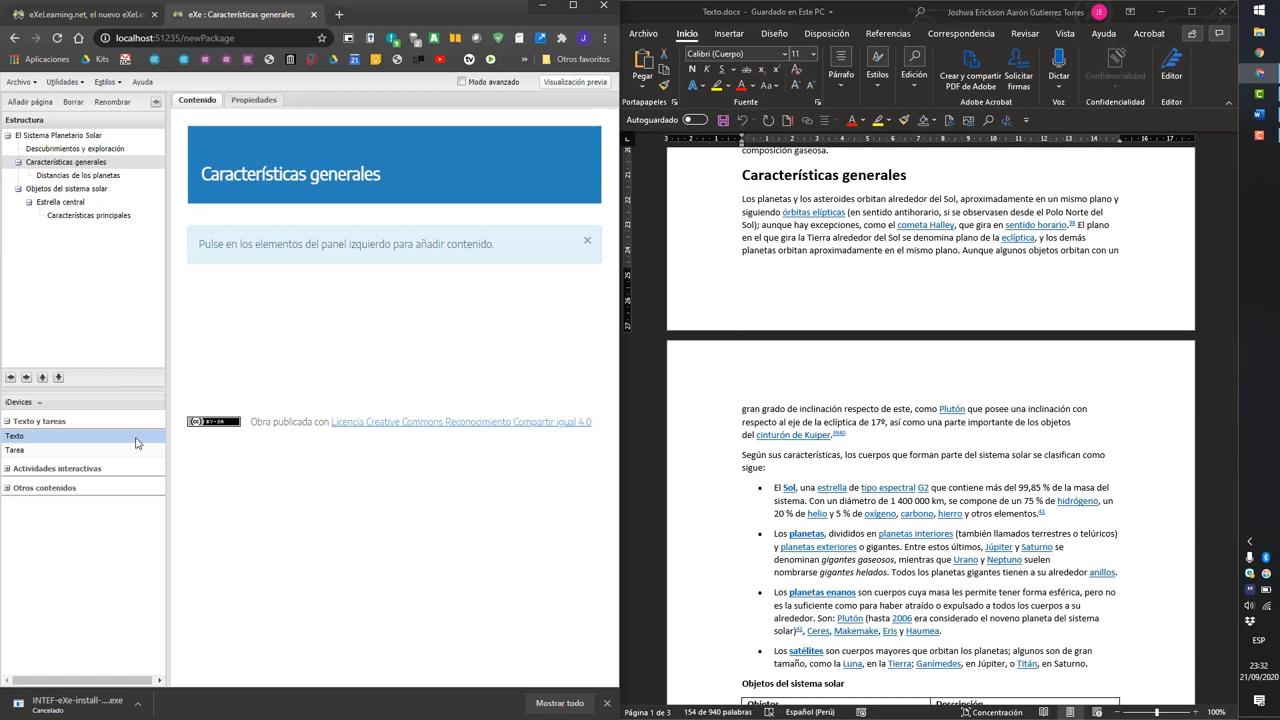 eXeLearning.net, el nuevo eXeLea
eXe : Características generales
localhost:51235/newPackage
Aplicaciones
Kits
Otros favoritos
Archivo
Utilidades
Estilos
Ayuda
Modo avanzado
Visualización previa
Añadir página
Borrar
Renombrar
Contenido
Propiedades
Estructura
El Sistema Planetario Solar
Descubrimientos y exploración
Características generales
Distancias de los planetas
Objetos del sistema solar
Estrella central
Características principales
Características generales
Pulse en los elementos del panel izquierdo para añadir contenido.
Obra publicada con Licencia Creative Commons Reconocimiento Compartir igual 4.0
iDevices
Texto y tareas
Texto
Tarea
Actividades interactivas
Otros contenidos
INTEF-eXe-install-....exe
Cancelado
Mostrar todo
Texto.docx - Guardado en Este PC
Joshwa Erickson Aarón Gutierrez Torres
JE
Archivo
Inicio
Insertar
Diseño
Disposición
Referencias
Correspondencia
Revisar
Vista
Ayuda
Acrobat
Calibri (Cuerpo)
11
Pegar
Párrafo
Estilos
Edición
Crear y compartir PDF de Adobe
Solicitar firmas
Dictar
Confidencialidad
Editor
Portapapeles
Fuente
Adobe Acrobat
Voz
Confidencialidad
Editor
Autoguardado
composición gaseosa.
Características generales
Los planetas y los asteroides orbitan alrededor del Sol, aproximadamente en un mismo plano y
siguiendo órbitas elípticas (en sentido antihorario, si se observasen desde el Polo Norte del
Sol); aunque hay excepciones, como el cometa Halley, que gira en sentido horario.38 El plano
en el que gira la Tierra alrededor del Sol se denomina plano de la eclíptica, y los demás
planetas orbitan aproximadamente en el mismo plano. Aunque algunos objetos orbitan con un
gran grado de inclinación respecto de este, como Plutón que posee una inclinación con
respecto al eje de la eclíptica de 17º, así como una parte importante de los objetos
del cinturón de Kuiper.3940
Según sus características, los cuerpos que forman parte del sistema solar se clasifican como
sigue:
El Sol, una estrella de tipo espectral G2 que contiene más del 99,85 % de la masa del
sistema. Con un diámetro de 1 400 000 km, se compone de un 75 % de hidrógeno, un
20 % de helio y 5 % de oxígeno, carbono, hierro y otros elementos.41
Los planetas, divididos en planetas interiores (también llamados terrestres o telúricos)
y planetas exteriores o gigantes. Entre estos últimos, Júpiter y Saturno se
denominan gigantes gaseosos, mientras que Urano y Neptuno suelen
nombrarse gigantes helados. Todos los planetas gigantes tienen a su alrededor anillos.
Los planetas enanos son cuerpos cuya masa les permite tener forma esférica, pero no
es la suficiente como para haber atraído o expulsado a todos los cuerpos a su
alrededor. Son: Plutón (hasta 2006 era considerado el noveno planeta del sistema
solar)42, Ceres, Makemake, Eris y Haumea.
Los satélites son cuerpos mayores que orbitan los planetas; algunos son de gran
tamaño, como la Luna, en la Tierra; Ganímedes, en Júpiter, o Titán, en Saturno.
Objetos del sistema solar
Objetos
Descripción
Página 1 de 3
154 de 940 palabras
Español (Perú)
Concentración
100%
ESP
23:32
21/09/2020